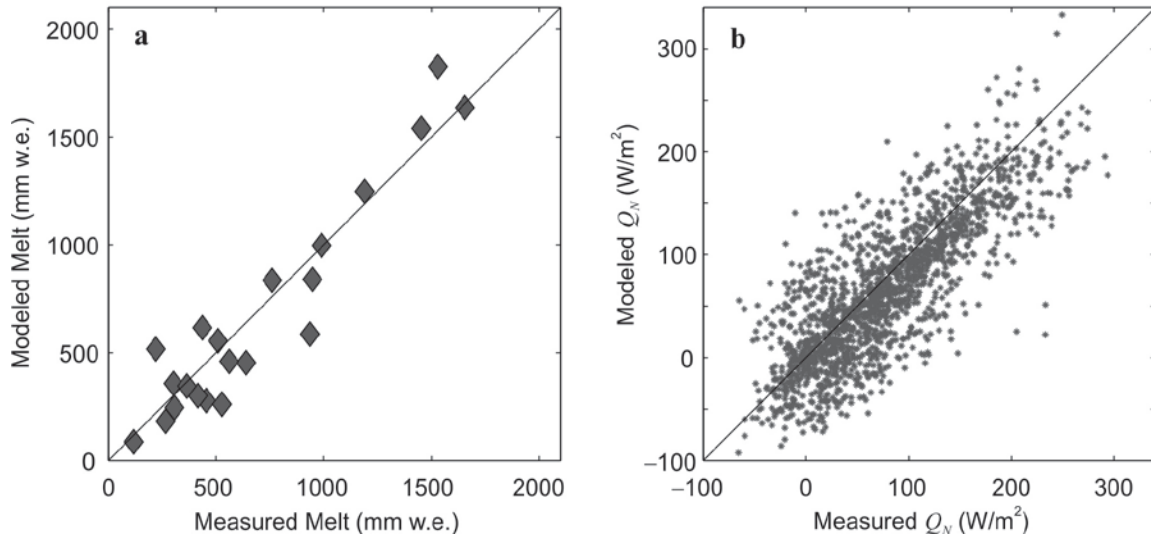 a
2000
1500
1000
500
0
0 500 1000 1500 2000
Modeled Melt (mm w.e.)
Measured Melt (mm w.e.)
b
300
200
100
0
−100
−100 0 100 200 300
Modeled Q_N (W/m²)
Measured Q_N (W/m²)